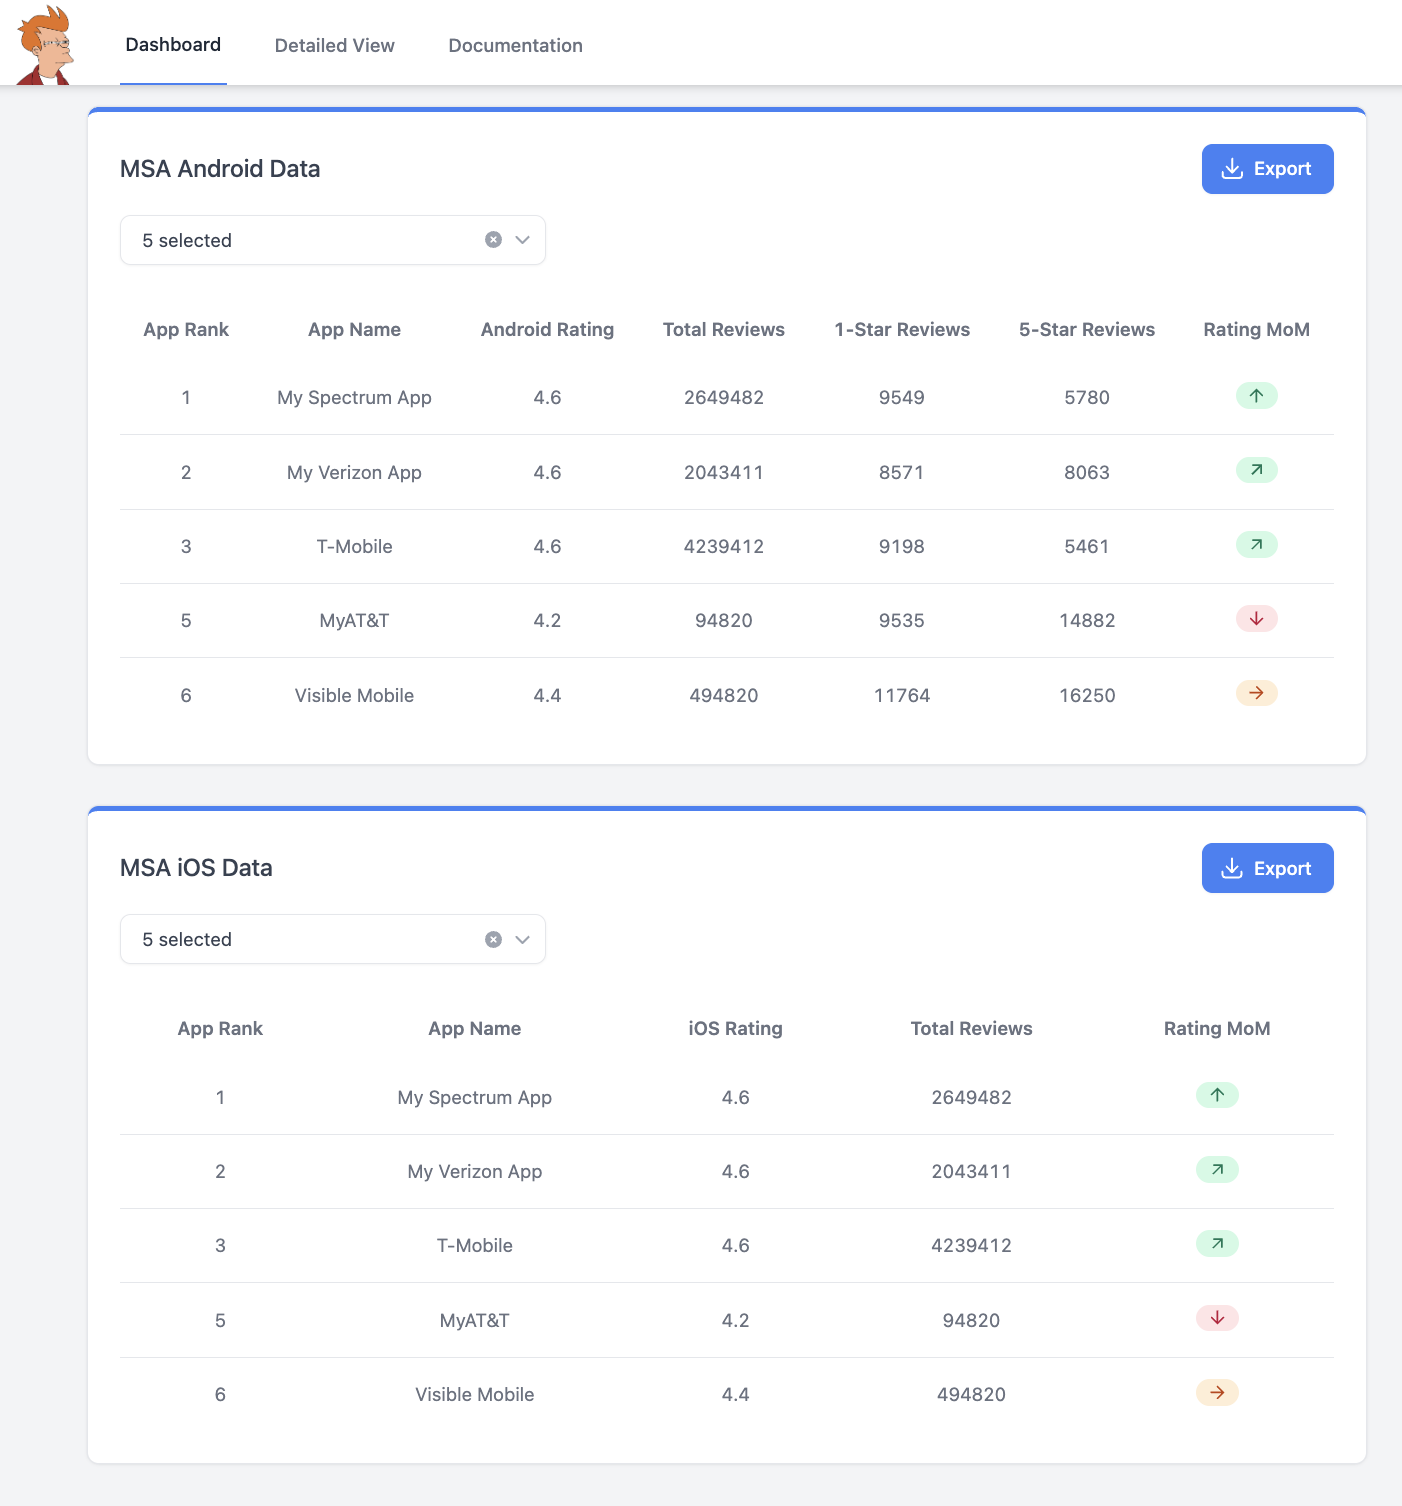 Dashboard Detailed View Documentation
MSA Android Data
Export
5 selected
App Rank App Name Android Rating Total Reviews 1-Star Reviews 5-Star Reviews Rating MoM
1 My Spectrum App 4.6 2649482 9549 5780
2 My Verizon App 4.6 2043411 8571 8063
3 T-Mobile 4.6 4239412 9198 5461
5 MyAT&T 4.2 94820 9535 14882
6 Visible Mobile 4.4 494820 11764 16250
MSA iOS Data
Export
5 selected
App Rank App Name iOS Rating Total Reviews Rating MoM
1 My Spectrum App 4.6 2649482
2 My Verizon App 4.6 2043411
3 T-Mobile 4.6 4239412
5 MyAT&T 4.2 94820
6 Visible Mobile 4.4 494820